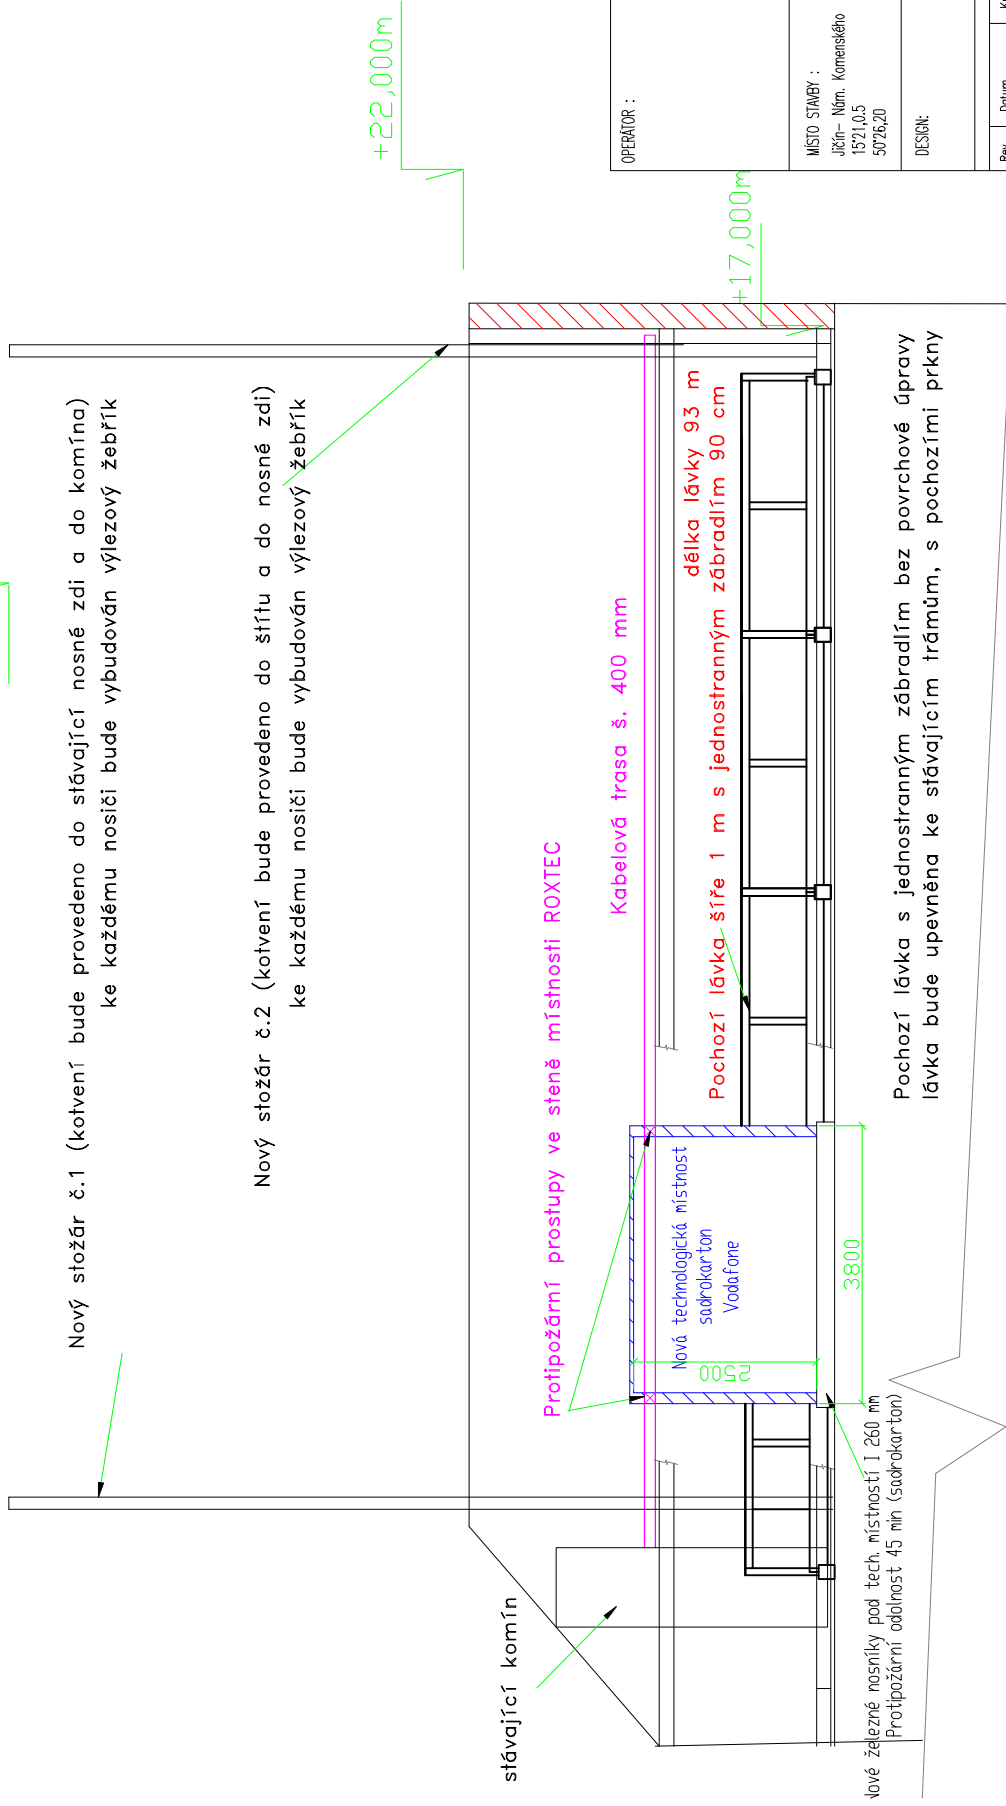 Nový stožár č.1 (kotvení bude provedeno do stávající nosné zdi a do komína)
ke každému nosiči bude vybudován výlezový žebřík
Nový stožár č.2 (kotvení bude provedeno do štítu a do nosné zdi)
ke každému nosiči bude vybudován výlezový žebřík
+22,000m
stávající komín
Protipožární prostupy ve steně místnosti ROXTEC
Kabelová trasa š. 400 mm
délka lávky 93 m
Pochozí lávka šíře 1 m s jednostranným zábradlím 90 cm
+17,000m
Nová technologická místnost
sadrokarton
Vodafone
2500
3800
Nové železné nosníky pod tech. místností I 260 mm
Protipožární odolnost 45 min (sadrokarton)
Pochozí lávka s jednostranným zábradlím bez povrchové úpravy
lávka bude upevněna ke stávajícím trámům, s pochozími prkny
OPERÁTOR :
MÍSTO STAVBY :
Jičín- Nám. Komenského
15°21,0.5
50°26,20
DESIGN:
Rev.
Datum